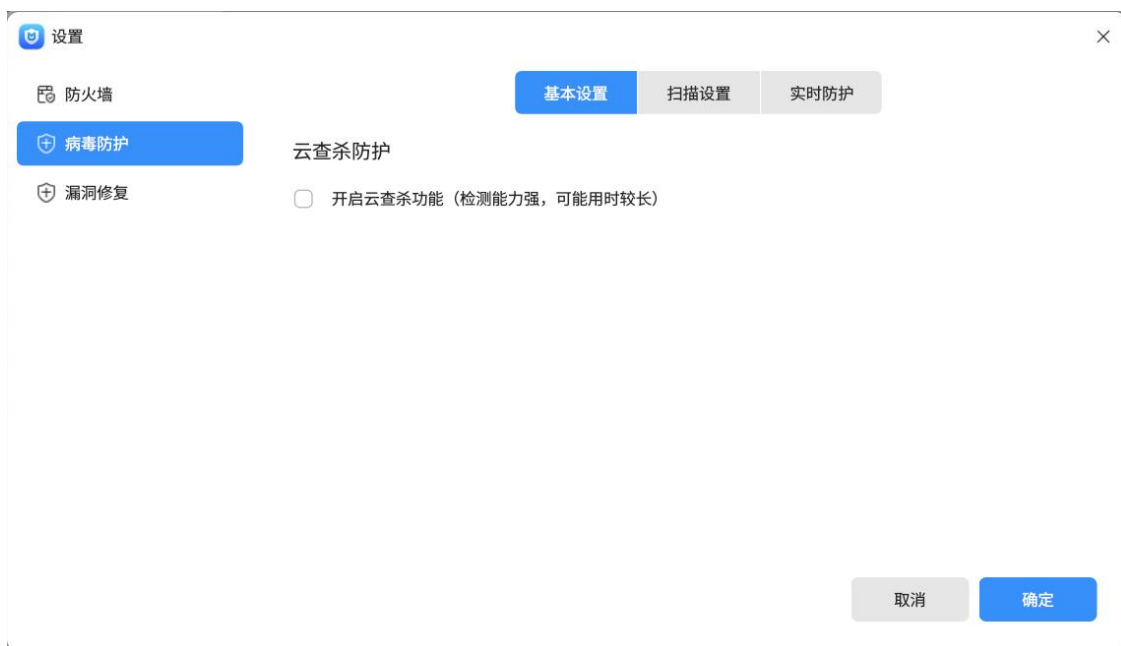 设置
防火墙
病毒防护
漏洞修复
基本设置
扫描设置
实时防护
云查杀防护
开启云查杀功能（检测能力强，可能用时较长）
取消
确定